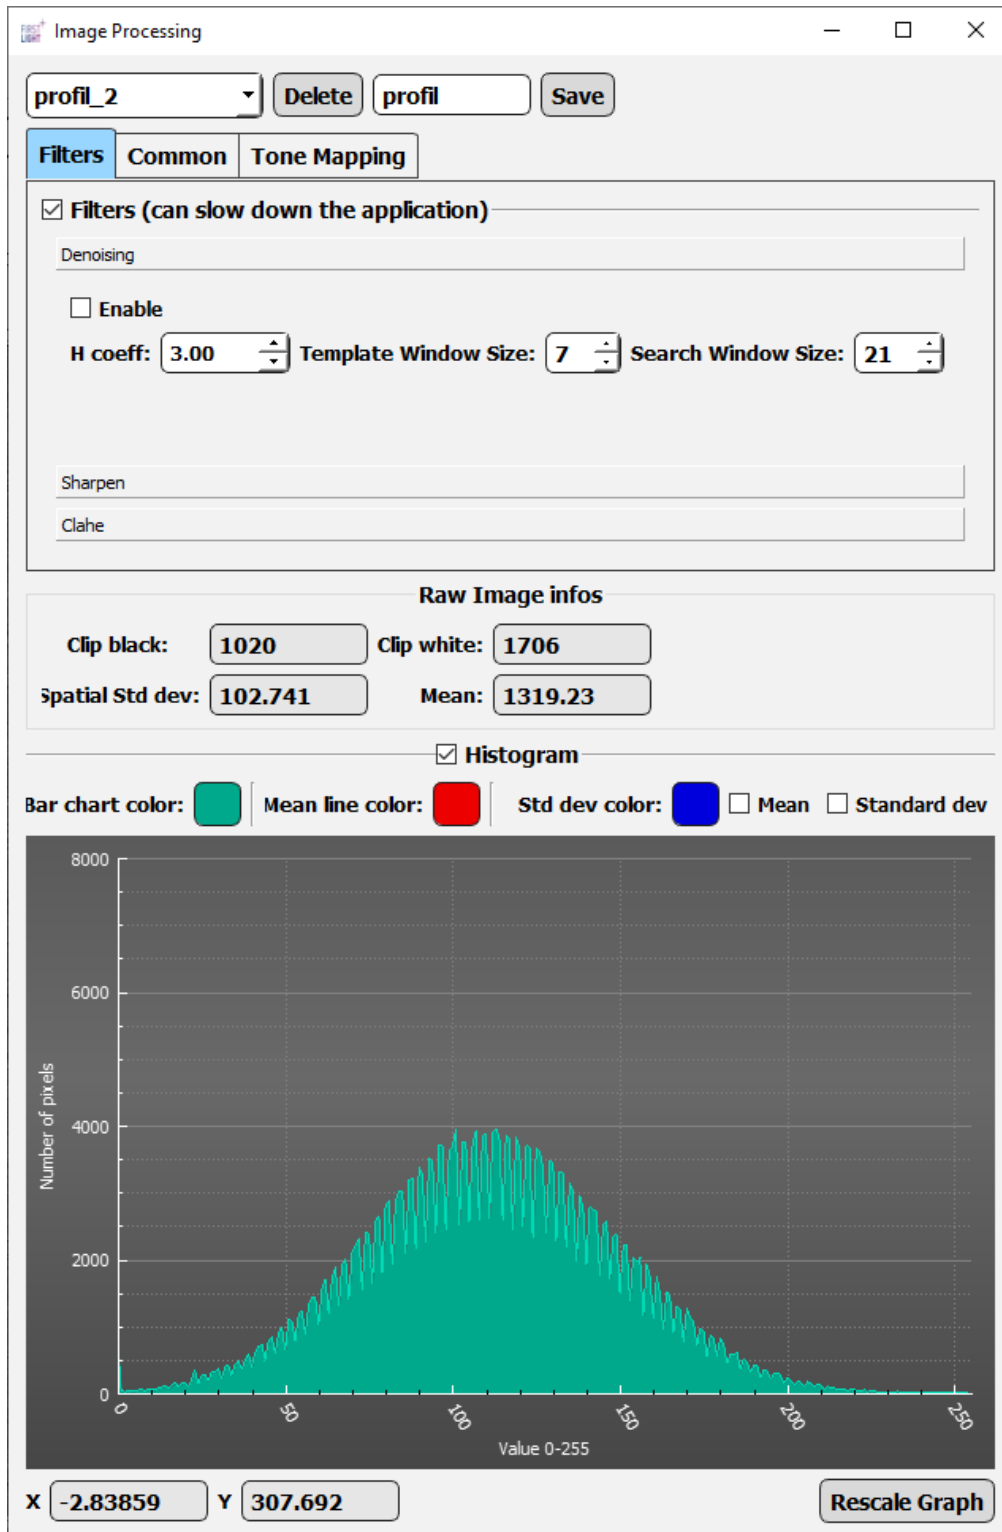 FIRST LIGHT Image Processing
profil_2 Delete profil Save
Filters Common Tone Mapping
Filters (can slow down the application)
Denoising
Enable
H coeff: 3.00 Template Window Size: 7 Search Window Size: 21
Sharpen
Clahe
Raw Image infos
Clip black: 1020 Clip white: 1706
Spatial Std dev: 102.741 Mean: 1319.23
Histogram
Bar chart color: Mean line color: Std dev color: Mean Standard dev
8000
6000
4000
2000
0
Number of pixels
0 50 100 150 200 250
Value 0-255
X -2.83859 Y 307.692 Rescale Graph